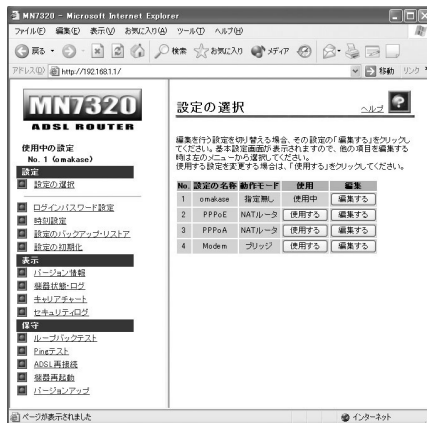 MN7320 - Microsoft Internet Explorer
ファイル(F) 編集(E) 表示(V) お気に入り(A) ツール(T) ヘルプ(H)
戻る 検索 お気に入り メディア
アドレス(D) http://192.168.1.1/ 移動 リンク
MN7320
ADSL ROUTER
使用中の設定
No. 1 (omakase)
設定
設定の選択
ログインパスワード設定
時刻設定
設定のバックアップ・リストア
設定の初期化
表示
バージョン情報
機器状態・ログ
キャリアチャート
セキュリティログ
保守
ループバックテスト
Pingテスト
ADSL再接続
機器再起動
バージョンアップ
設定の選択
ヘルプ ?
編集を行う設定を切り替える場合、その設定の「編集する」をクリックし
てください。基本設定画面が表示されますので、他の項目を編集する
時は左のメニューから選択してください。
使用する設定を変更する場合は、「使用する」をクリックしてください。
No. 設定の名称 動作モード 使用 編集
1 omakase 指定無し 使用中 編集する
2 PPPoE NATルータ 使用する 編集する
3 PPPoA NATルータ 使用する 編集する
4 Modem ブリッジ 使用する 編集する
ページが表示されました インターネット